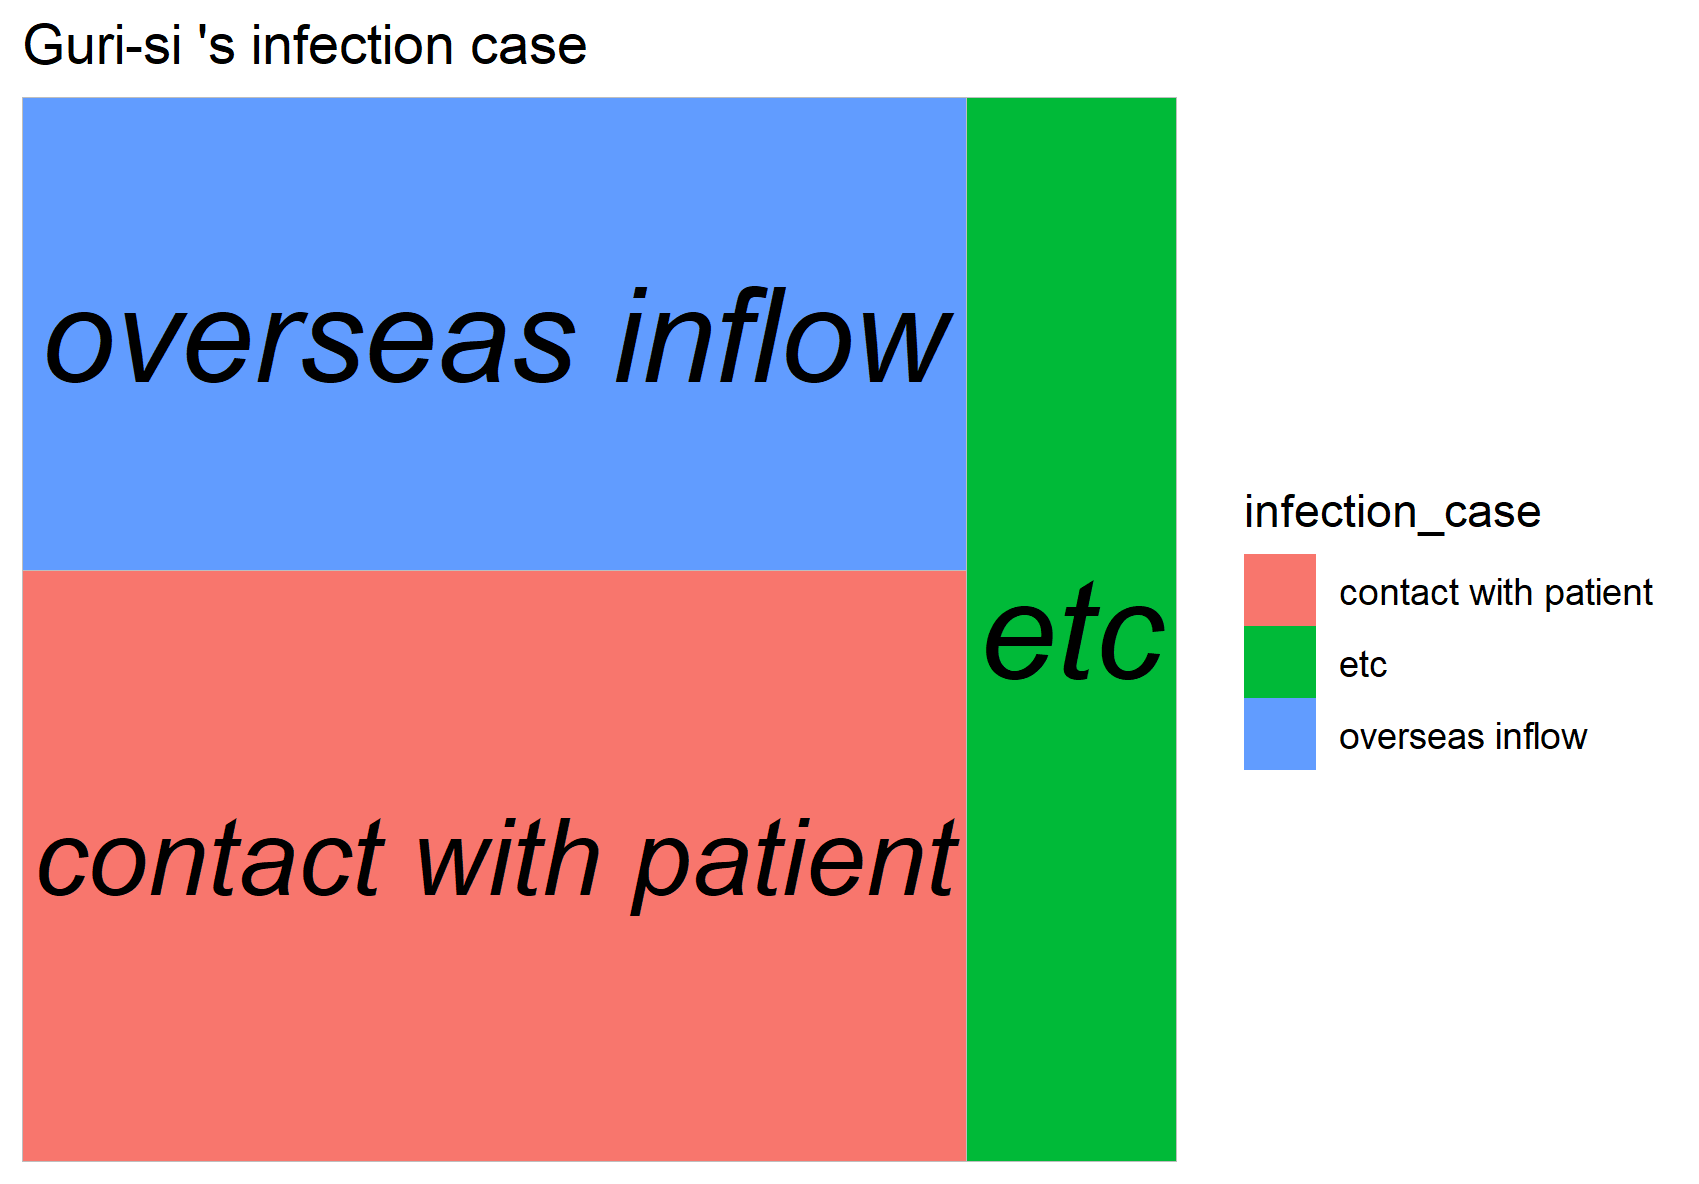 Guri-si 's infection case
overseas inflow
etc
contact with patient
infection_case
contact with patient
etc
overseas inflow